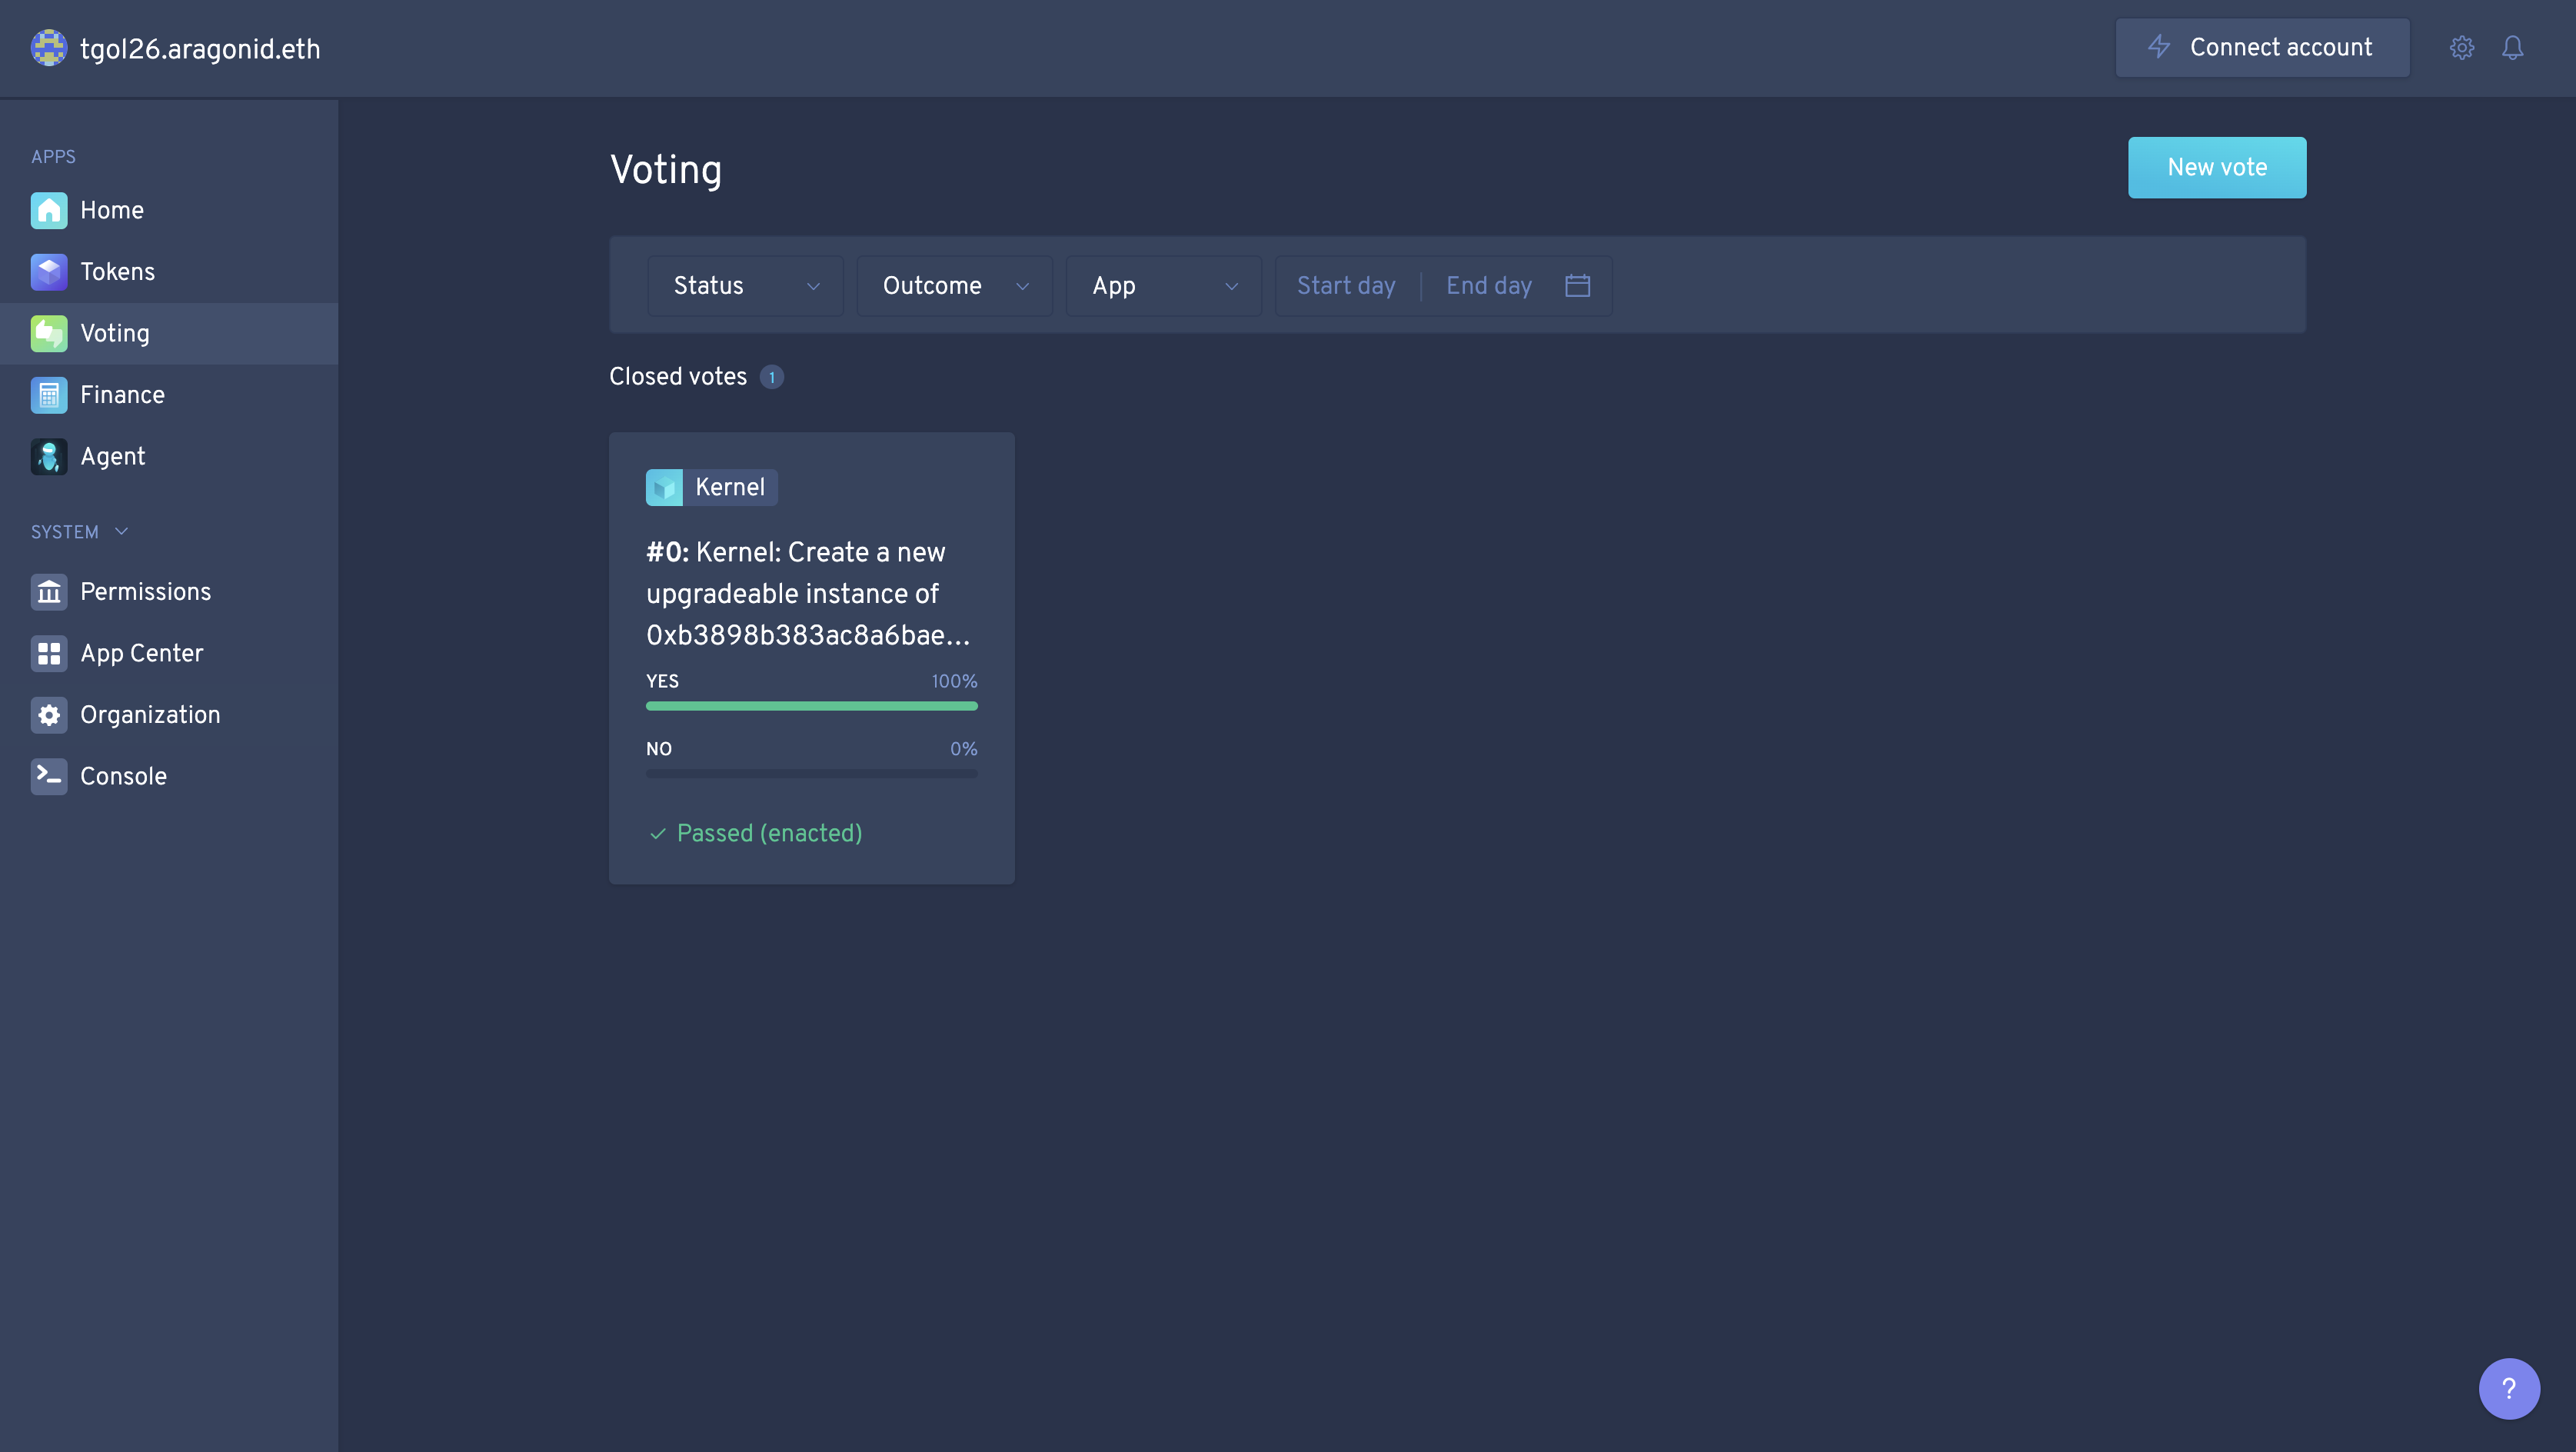 tgol26.aragonid.eth
Connect account
APPS
Home
Tokens
Voting
Finance
Agent
SYSTEM
Permissions
App Center
Organization
Console
Voting
New vote
Status
Outcome
App
Start day
End day
Closed votes 1
Kernel
#0: Kernel: Create a new
upgradeable instance of
0xb3898b383ac8a6bae...
YES 100%
NO 0%
Passed (enacted)
?